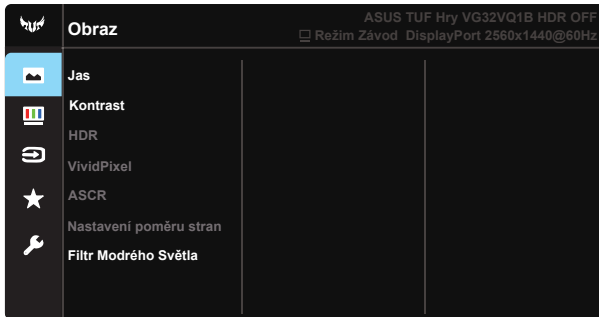 ASUS TUF Hry VG32VQ1B HDR OFF
Obraz
Režim Závod DisplayPort 2560x1440@60Hz
Jas
Kontrast
HDR
VividPixel
ASCR
Nastavení poměru stran
Filtr Modrého Světla